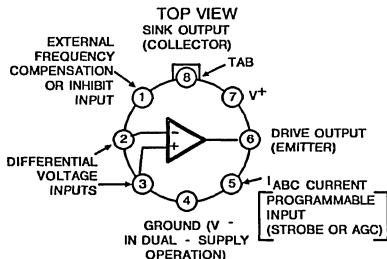 TOP VIEW
SINK OUTPUT
(COLLECTOR)
EXTERNAL
FREQUENCY
COMPENSATION
OR INHIBIT
INPUT
TAB
8
1
7
V+
2
-
+
6
DRIVE OUTPUT
(EMITTER)
DIFFERENTIAL
VOLTAGE
INPUTS
3
5
4
IABC CURRENT
PROGRAMMABLE
INPUT
(STROBE OR AGC)
GROUND (V -
IN DUAL - SUPPLY
OPERATION)